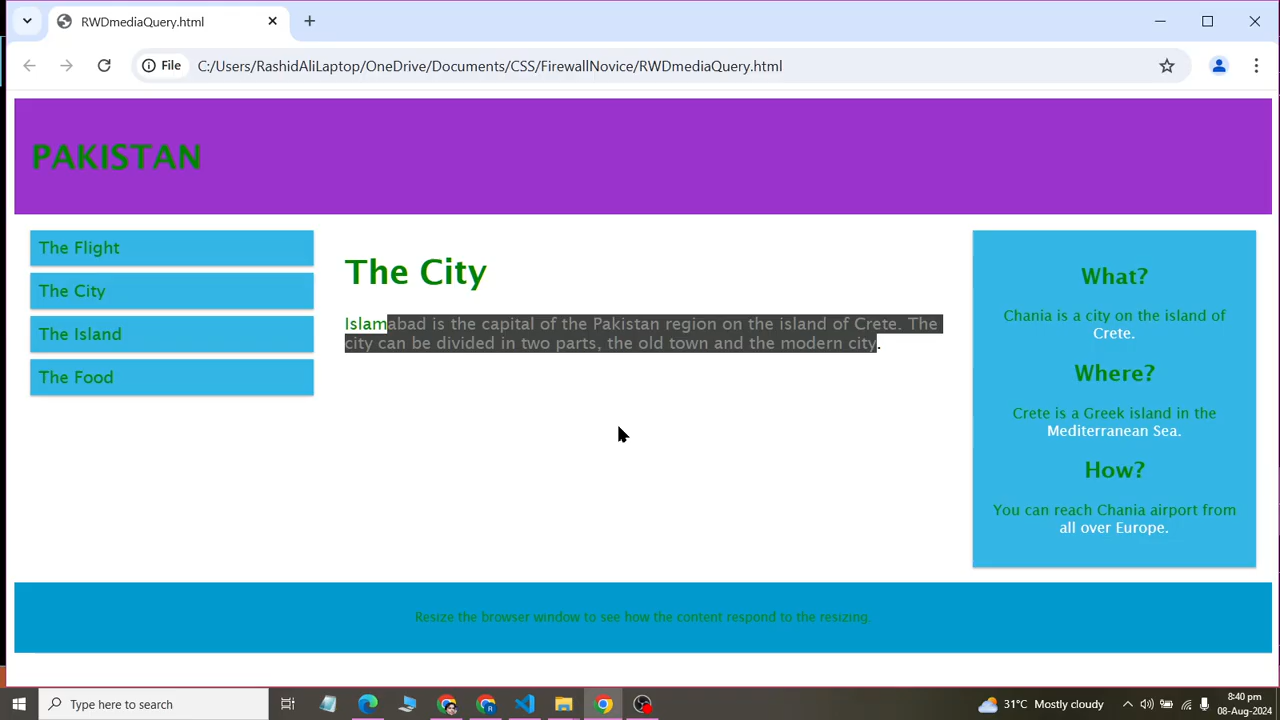 RWDmediaQuery.html
File
C:/Users/RashidAliLaptop/OneDrive/Documents/CSS/FirewallNovice/RWDmediaQuery.html
PAKISTAN
The Flight
The City
The Island
The Food
The City
Islamabad is the capital of the Pakistan region on the island of Crete. The
city can be divided in two parts, the old town and the modern city.
What?
Chania is a city on the island of
Crete.
Where?
Crete is a Greek island in the
Mediterranean Sea.
How?
You can reach Chania airport from
all over Europe.
Resize the browser window to see how the content respond to the resizing.
Type here to search
31°C Mostly cloudy
8:40 pm
08-Aug-2024